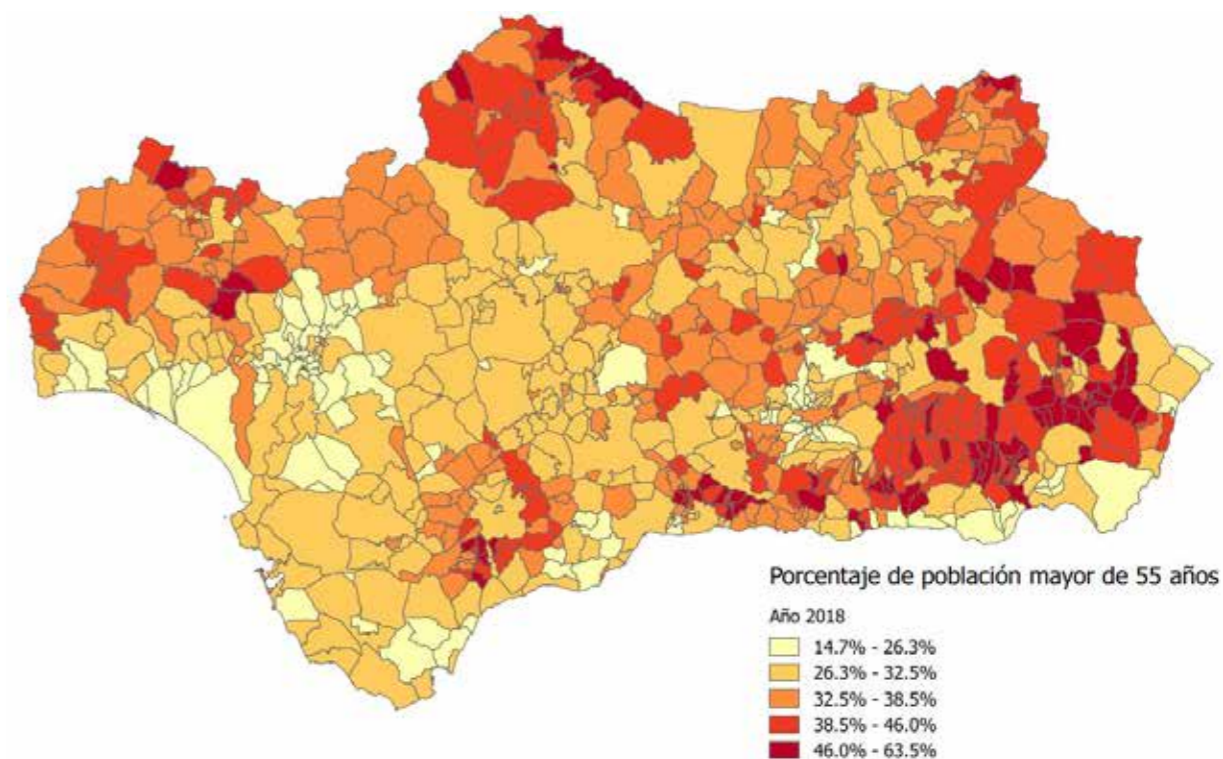 Porcentaje de población mayor de 55 años
Año 2018
14.7% - 26.3%
26.3% - 32.5%
32.5% - 38.5%
38.5% - 46.0%
46.0% - 63.5%